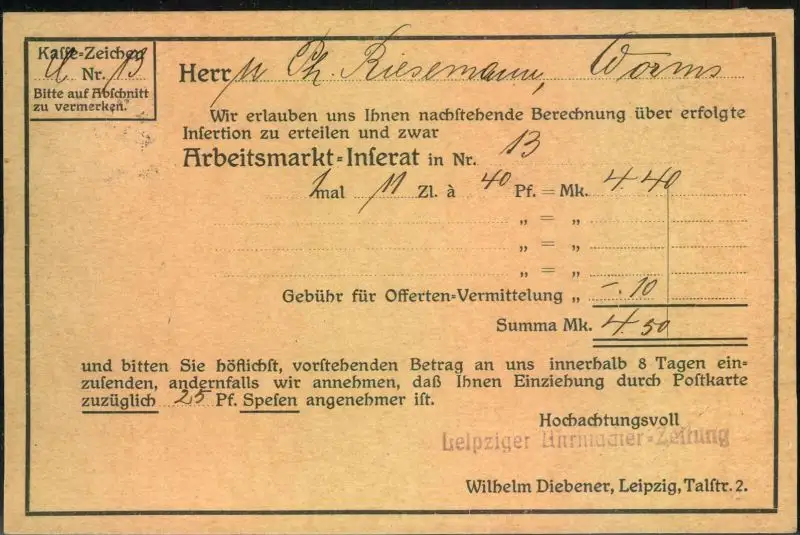 Kasse=Zeichen
U Nr. 13
Bitte auf Abschnitt
zu vermerken.
Herrn Ph. Riesemann, Worms
Wir erlauben uns Ihnen nachstehende Berechnung über erfolgte
Insertion zu erteilen und zwar
Arbeitsmarkt=Inserat in Nr. 13
1 mal 11 Zl. à 40 Pf. = Mk. 4.40
„ = „
„ = „
„ = „
Gebühr für Offerten=Vermittelung „ –.10
Summa Mk. 4.50
und bitten Sie höflichst, vorstehenden Betrag an uns innerhalb 8 Tagen ein=
zusenden, andernfalls wir annehmen, daß Ihnen Einziehung durch Postkarte
zuzüglich 25 Pf. Spesen angenehmer ist.
Hochachtungsvoll
Leipziger Uhrmacher=Zeitung
Wilhelm Diebener, Leipzig, Talstr. 2.